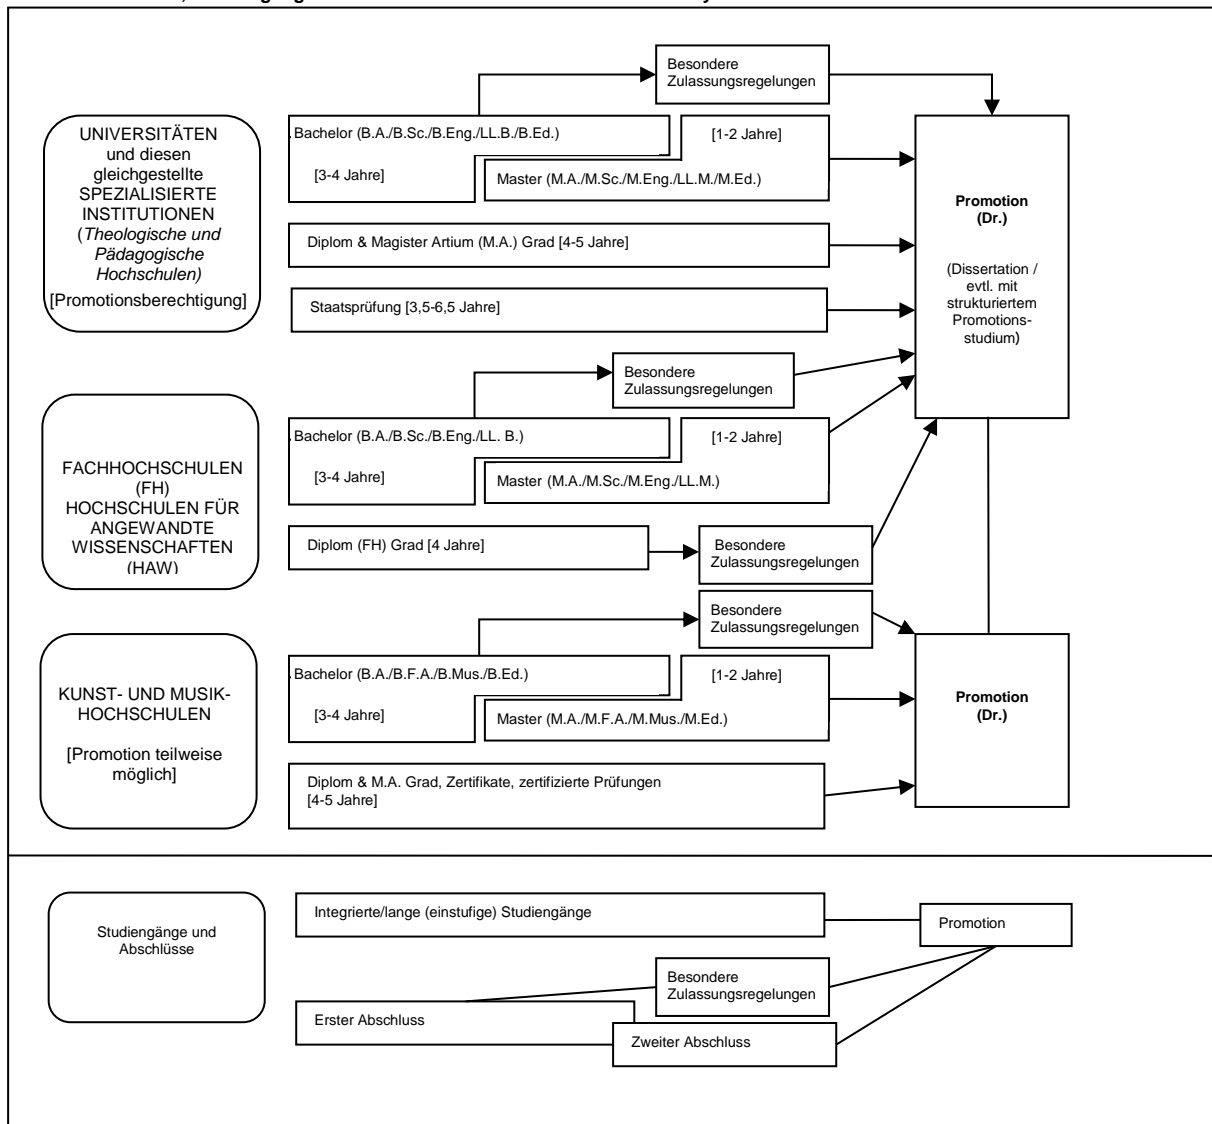 Besondere
Zulassungsregelungen
UNIVERSITÄTEN
und diesen
gleichgestellte
SPEZIALISIERTE
INSTITUTIONEN
(Theologische und
Pädagogische
Hochschulen)
[Promotionsberechtigung]
Bachelor (B.A./B.Sc./B.Eng./LL.B./B.Ed.)
[3-4 Jahre]
[1-2 Jahre]
Master (M.A./M.Sc./M.Eng./LL.M./M.Ed.)
Diplom & Magister Artium (M.A.) Grad [4-5 Jahre]
Staatsprüfung [3,5-6,5 Jahre]
Promotion
(Dr.)
(Dissertation /
evtl. mit
strukturiertem
Promotions-
studium)
Besondere
Zulassungsregelungen
FACHHOCHSCHULEN
(FH)
HOCHSCHULEN FÜR
ANGEWANDTE
WISSENSCHAFTEN
(HAW)
Bachelor (B.A./B.Sc./B.Eng./LL. B.)
[3-4 Jahre]
[1-2 Jahre]
Master (M.A./M.Sc./M.Eng./LL.M.)
Diplom (FH) Grad [4 Jahre]
Besondere
Zulassungsregelungen
Besondere
Zulassungsregelungen
KUNST- UND MUSIK-
HOCHSCHULEN
[Promotion teilweise
möglich]
Bachelor (B.A./B.F.A./B.Mus./B.Ed.)
[3-4 Jahre]
[1-2 Jahre]
Master (M.A./M.F.A./M.Mus./M.Ed.)
Diplom & M.A. Grad, Zertifikate, zertifizierte Prüfungen
[4-5 Jahre]
Promotion
(Dr.)
Studiengänge und
Abschlüsse
Integrierte/lange (einstufige) Studiengänge
Promotion
Besondere
Zulassungsregelungen
Erster Abschluss
Zweiter Abschluss